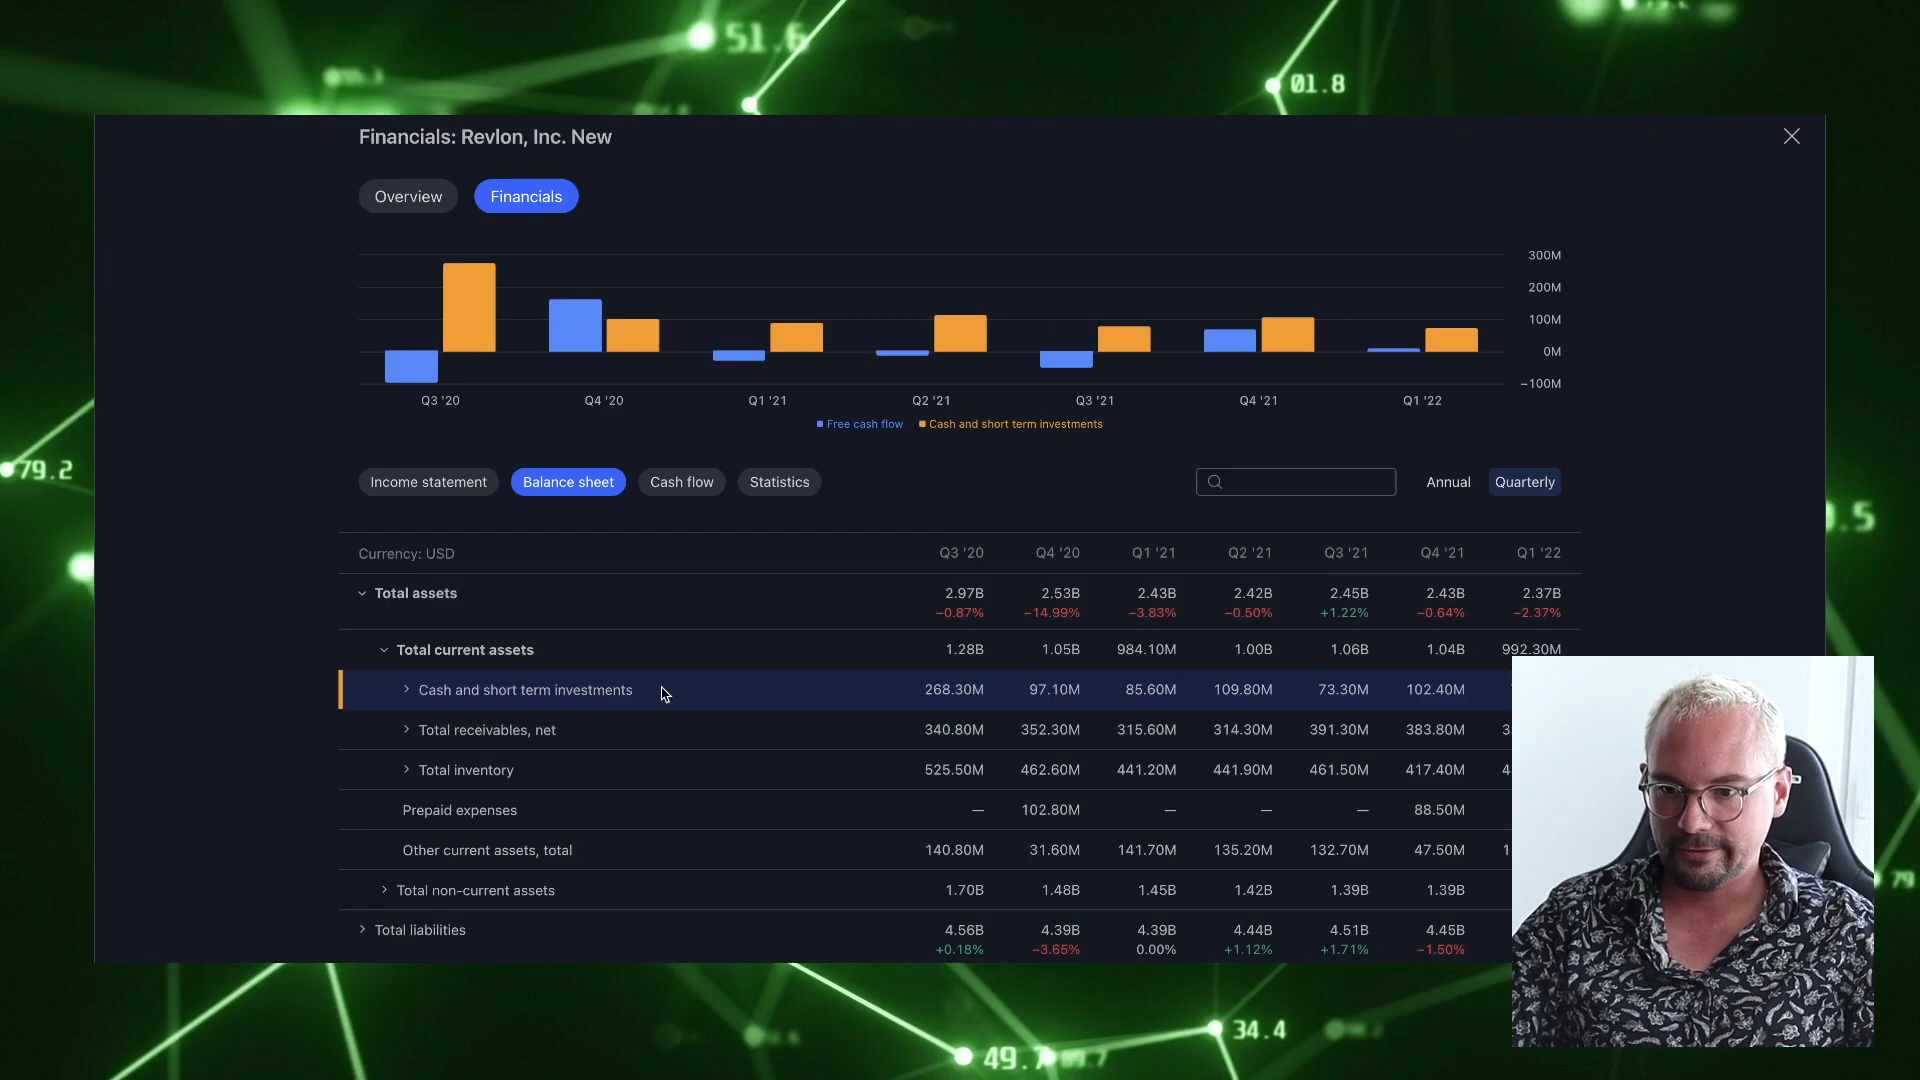 51.6
01.8
Financials: Revlon, Inc. New
Overview Financials
300M
200M
100M
0M
−100M
Q3 '20 Q4 '20 Q1 '21 Q2 '21 Q3 '21 Q4 '21 Q1 '22
Free cash flow Cash and short term investments
79.2
Income statement Balance sheet Cash flow Statistics Annual Quarterly
Currency: USD Q3 '20 Q4 '20 Q1 '21 Q2 '21 Q3 '21 Q4 '21 Q1 '22
Total assets 2.97B 2.53B 2.43B 2.42B 2.45B 2.43B 2.37B
−0.87% −14.99% −3.83% −0.50% +1.22% −0.64% −2.37%
Total current assets 1.28B 1.05B 984.10M 1.00B 1.06B 1.04B 992.30M
Cash and short term investments 268.30M 97.10M 85.60M 109.80M 73.30M 102.40M
Total receivables, net 340.80M 352.30M 315.60M 314.30M 391.30M 383.80M
Total inventory 525.50M 462.60M 441.20M 441.90M 461.50M 417.40M
Prepaid expenses — 102.80M — — — 88.50M
Other current assets, total 140.80M 31.60M 141.70M 135.20M 132.70M 47.50M
Total non-current assets 1.70B 1.48B 1.45B 1.42B 1.39B 1.39B
Total liabilities 4.56B 4.39B 4.39B 4.44B 4.51B 4.45B
+0.18% −3.65% 0.00% +1.12% +1.71% −1.50%
34.4
49.7